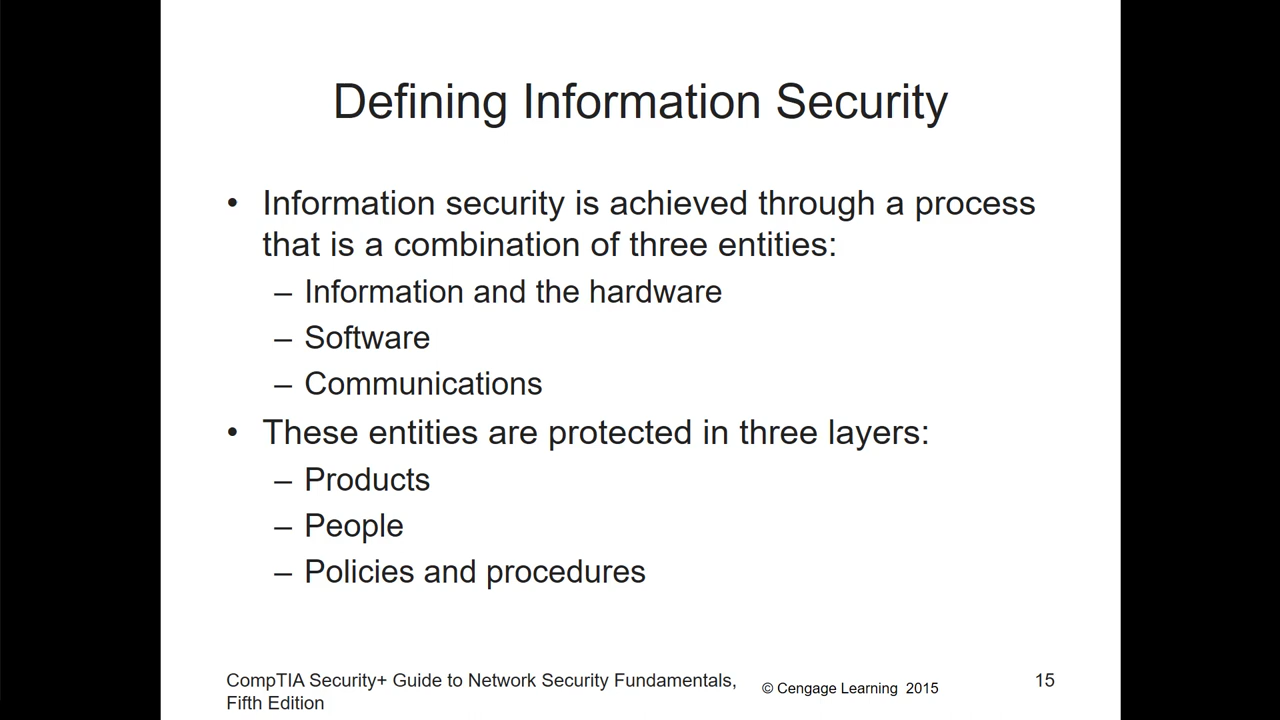 Defining Information Security
• Information security is achieved through a process
that is a combination of three entities:
– Information and the hardware
– Software
– Communications
• These entities are protected in three layers:
– Products
– People
– Policies and procedures
CompTIA Security+ Guide to Network Security Fundamentals,
Fifth Edition
© Cengage Learning 2015
15